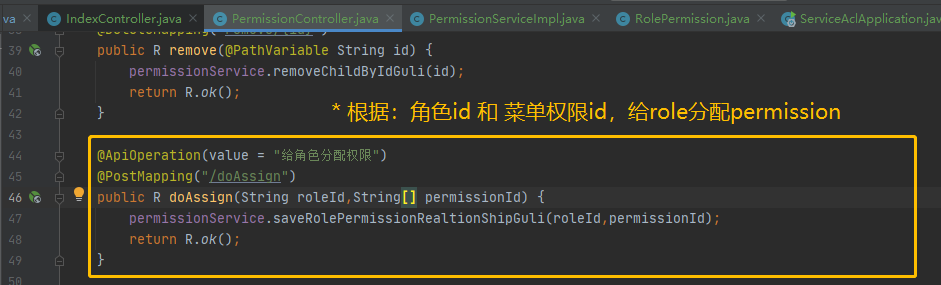 va × IndexController.java × PermissionController.java × PermissionServiceImpl.java × RolePermission.java × ServiceAclApplication.java
39 public R remove(@PathVariable String id) {
40 permissionService.removeChildByIdGuli(id);
41 return R.ok();
42 }
* 根据：角色id 和 菜单权限id，给role分配permission
43
44 @ApiOperation(value = "给角色分配权限")
45 @PostMapping("/doAssign")
46 public R doAssign(String roleId,String[] permissionId) {
47 permissionService.saveRolePermissionRealtionShipGuli(roleId,permissionId);
48 return R.ok();
49 }
50